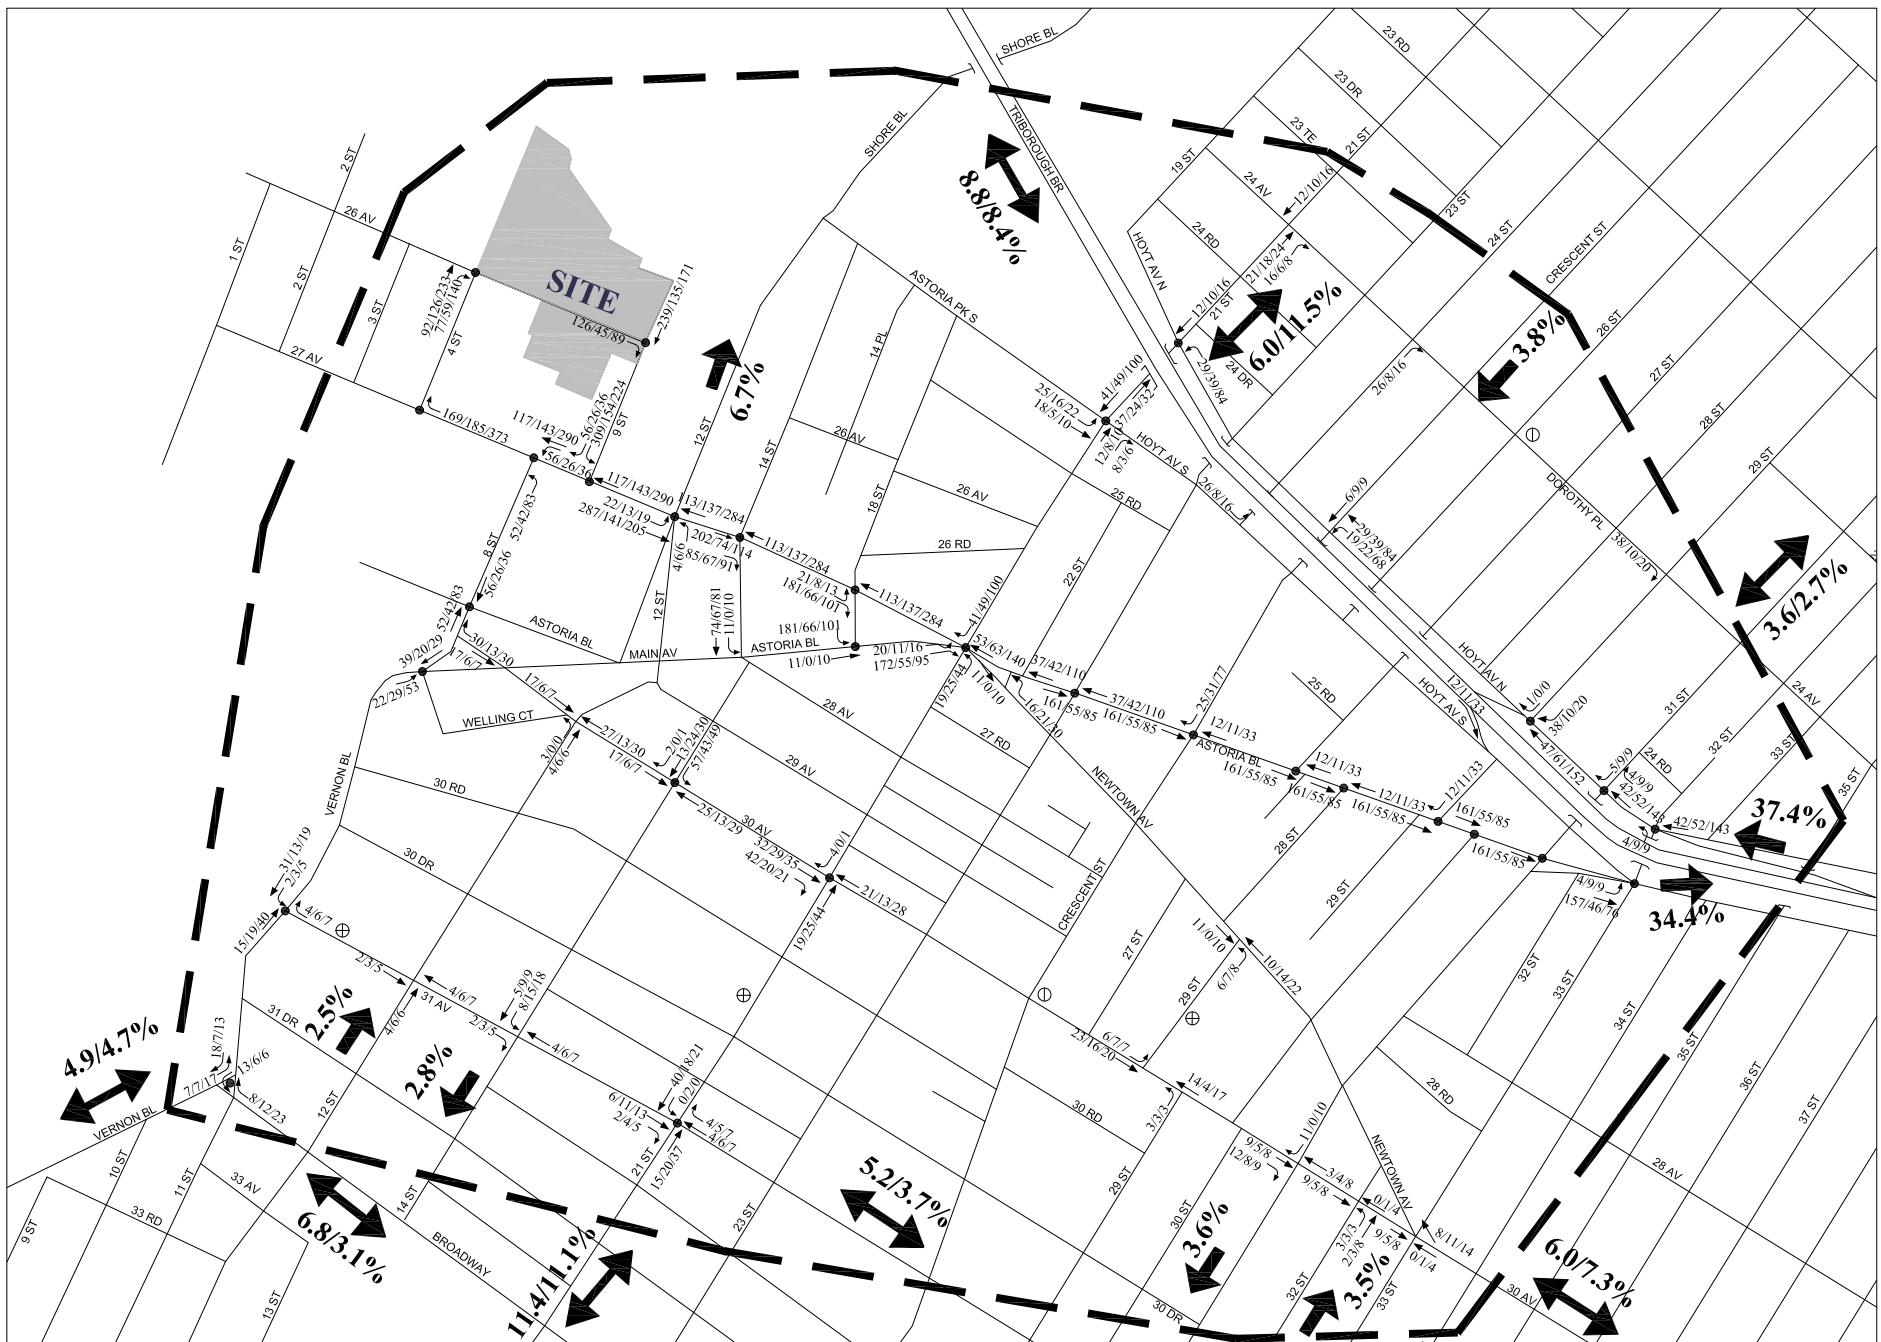 SHORE BL
23 RD
TRIBOROUGH BR
23 DR
SHORE BL
23 TE
21 ST
2 ST
19 ST
24 AV
12/10/16
8.8/8.4%
23 ST
26 AV
24 RD
24 ST
1 ST
HOYT AV N
CRESCENT ST
2 ST
92/126/233
77/59/140
SITE
239/135/171
ASTORIA PK S
21/18/24
16/6/8
12/10/16
21 ST
6.0/11.5%
3 ST
4 ST
126/45/89
14 PL
3.8%
26 ST
27 AV
6.7%
24 DR
29/39/84
26/8/16
27 ST
41/49/100
25/16/22
18/5/10
37/24/32
28 ST
169/185/373
117/143/290
56/26/36
309/154/224
9 ST
12 ST
14 ST
26 AV
12/8/10
8/3/6
HOYT AV S
29 ST
56/26/36
117/143/290
22/13/19
287/141/205
113/137/284
18 ST
26 AV
25 RD
26/8/16
6/9/9
DOROTHY PL
52/42/83
202/74/114
85/67/91
113/137/284
26 RD
29/39/84
19/22/68
38/10/20
8 ST
56/26/36
4/6/6
21/8/13
181/66/101
113/137/284
22 ST
3.6/2.7%
52/42/83
ASTORIA BL
12 ST
74/67/81
11/0/10
41/49/100
39/20/29
30/13/30
17/6/7
MAIN AV
ASTORIA BL
181/66/101
11/0/10
20/11/16
172/55/95
53/63/140
37/42/110
HOYT AV N
22/29/53
17/6/7
19/25/44
11/0/10
16/21/30
161/55/85
37/42/110
161/55/85
25/31/77
25 RD
12/11/33
HOYT AV S
1/0/0
38/10/20
31 ST
24 AV
WELLING CT
3/0/0
4/6/6
27/13/30
17/6/7
2/0/1
13/24/30
57/43/49
28 AV
27 RD
12/11/33
ASTORIA BL
161/55/85
12/11/33
47/61/152
32 ST
33 ST
VERNON BL
30 RD
29 AV
NEWTOWN AV
161/55/85
12/11/33
161/55/85
12/11/33
161/55/85
5/9/9
4/9/9
42/52/143
24 RD
35 ST
25/13/29
30 AV
32/29/35
42/20/21
4/0/1
28 ST
161/55/85
4/9/9
42/52/143
37.4%
31/13/19
2/3/5
30 DR
21/13/28
CRESCENT ST
29 ST
4/9/9
157/46/76
34.4%
15/19/40
4/6/7
19/25/44
27 ST
11/0/10
6/7/8
10/14/22
2/3/5
4/6/7
31 AV
5/9/9
8/15/18
29 ST
32 ST
33 ST
34 ST
35 ST
2.5%
31 DR
4/6/6
2/3/5
4/6/7
23/16/20
6/7/7
4.9/4.7%
18/7/13
7/7/17
13/6/6
8/12/23
2.8%
12 ST
40/18/21
0/2/0
6/11/13
2/4/5
4/5/7
4/6/7
30 RD
14/4/17
3/3/3
28 RD
36 ST
37 ST
VERNON BL
10 ST
11 ST
33 AV
14 ST
21 ST
15/20/37
5.2/3.7%
29 ST
9/5/8
12/8/9
11/0/10
3/4/8
9/5/8
NEWTOWN AV
28 AV
9 ST
33 RD
6.8/3.1%
BROADWAY
23 ST
30 ST
3.6%
0/1/4
3/3/3
2/3/8
9/5/8
8/11/14
0/1/4
13 ST
11.4/11.1%
30 DR
32 ST
3.5%
33 ST
30 AV
6.0/7.3%